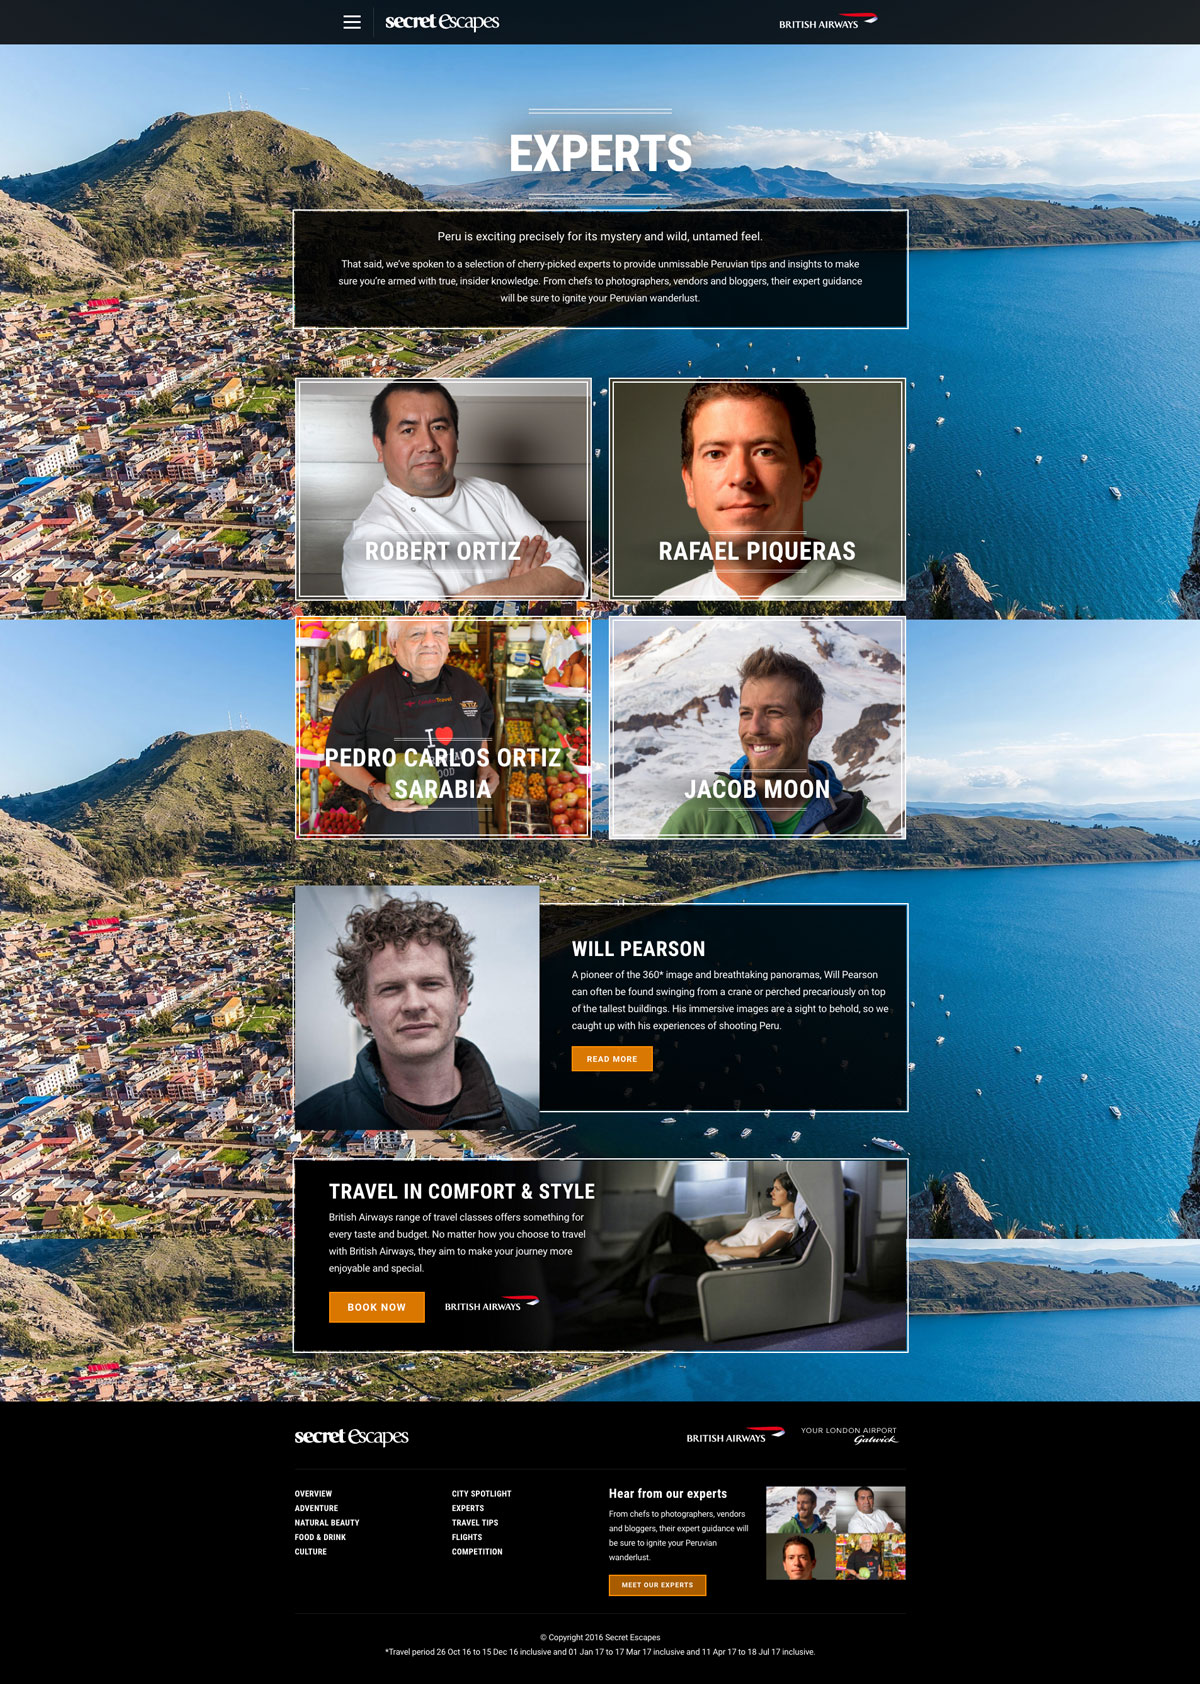 secret escapes
BRITISH AIRWAYS
EXPERTS
Peru is exciting precisely for its mystery and wild, untamed feel.
That said, we've spoken to a selection of cherry-picked experts to provide unmissable Peruvian tips and insights to make
sure you're armed with true, insider knowledge. From chefs to photographers, vendors and bloggers, their expert guidance
will be sure to ignite your Peruvian wanderlust.
ROBERT ORTIZ
RAFAEL PIQUERAS
I
OOD
PEDRO CARLOS ORTIZ
SARABIA
JACOB MOON
WILL PEARSON
A pioneer of the 360* image and breathtaking panoramas, Will Pearson
can often be found swinging from a crane or perched precariously on top
of the tallest buildings. His immersive images are a sight to behold, so we
caught up with his experiences of shooting Peru.
READ MORE
TRAVEL IN COMFORT & STYLE
British Airways range of travel classes offers something for
every taste and budget. No matter how you choose to travel
with British Airways, they aim to make your journey more
enjoyable and special.
BOOK NOW
BRITISH AIRWAYS
secret escapes
BRITISH AIRWAYS
YOUR LONDON AIRPORT
Gatwick
OVERVIEW
ADVENTURE
NATURAL BEAUTY
FOOD & DRINK
CULTURE
CITY SPOTLIGHT
EXPERTS
TRAVEL TIPS
FLIGHTS
COMPETITION
Hear from our experts
From chefs to photographers, vendors
and bloggers, their expert guidance will
be sure to ignite your Peruvian
wanderlust.
MEET OUR EXPERTS
© Copyright 2016 Secret Escapes
*Travel period 26 Oct 16 to 15 Dec 16 inclusive and 01 Jan 17 to 17 Mar 17 inclusive and 11 Apr 17 to 18 Jul 17 inclusive.